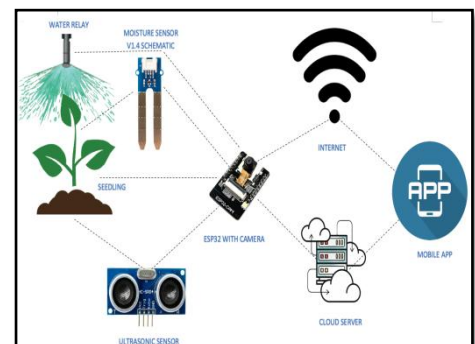 WATER RELAY
MOISTURE SENSOR
V1.4 SCHEMATIC
INTERNET
SEEDLING
APP
ESP32 WITH CAMERA
MOBILE APP
CLOUD SERVER
ULTRASONIC SENSOR